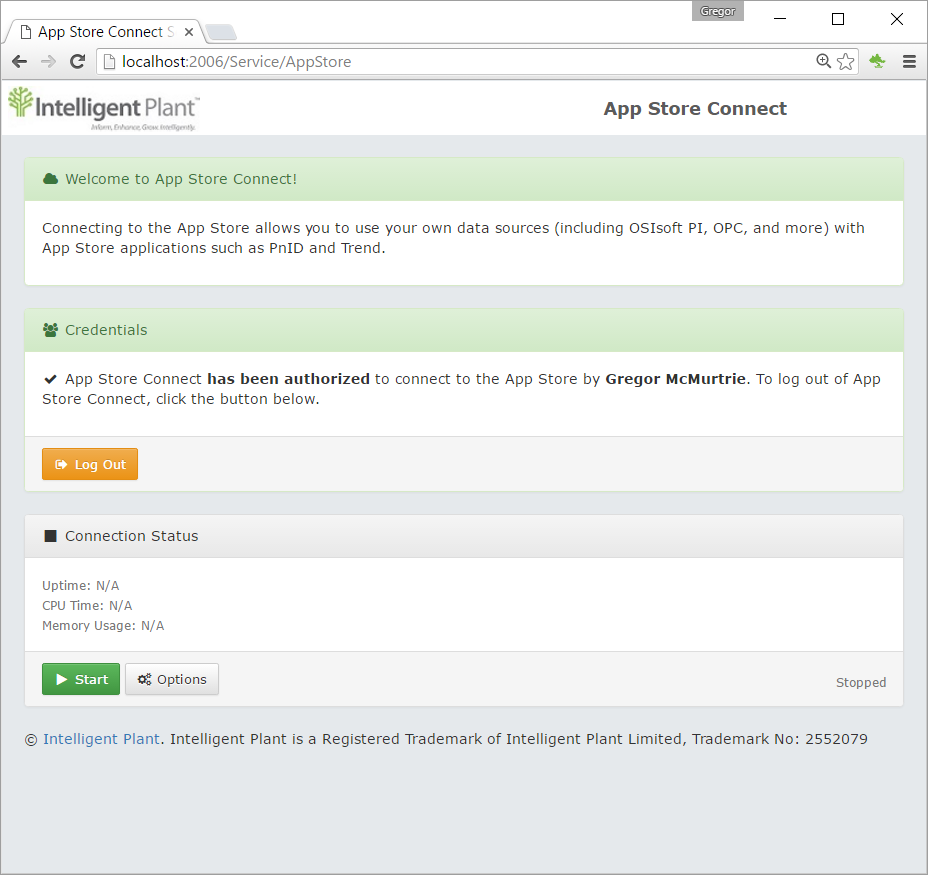 Gregor
App Store Connect S
localhost:2006/Service/AppStore
Intelligent Plant™
Inform, Enhance, Grow. Intelligently.
App Store Connect
Welcome to App Store Connect!
Connecting to the App Store allows you to use your own data sources (including OSIsoft PI, OPC, and more) with
App Store applications such as PnID and Trend.
Credentials
App Store Connect has been authorized to connect to the App Store by Gregor McMurtrie. To log out of App
Store Connect, click the button below.
Log Out
Connection Status
Uptime: N/A
CPU Time: N/A
Memory Usage: N/A
Start
Options
Stopped
© Intelligent Plant. Intelligent Plant is a Registered Trademark of Intelligent Plant Limited, Trademark No: 2552079